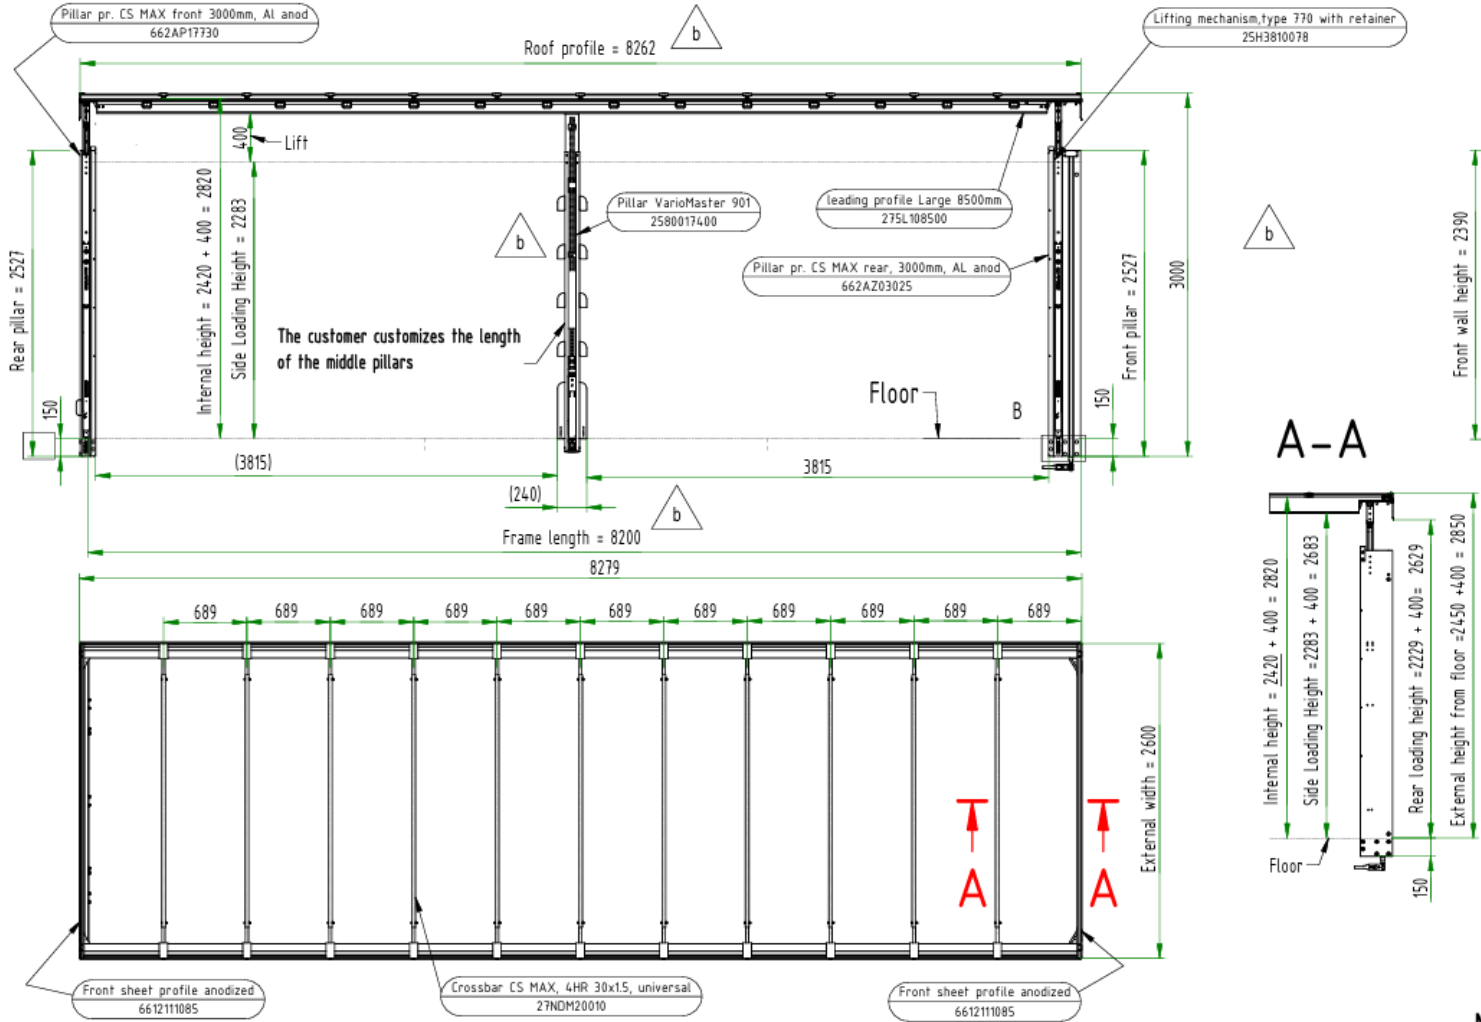 Pillar pr. CS MAX front 3000mm, Al anod
662AP17730
Roof profile = 8262
b
Lifting mechanism,type 770 with retainer
25H3810078
400
Lift
Pillar VarioMaster 901
2580017400
leading profile Large 8500mm
275L108500
b
b
Pillar pr. CS MAX rear, 3000mm, AL anod
662AZ03025
Rear pillar = 2527
Internal height = 2420 + 400 = 2820
Side Loading Height = 2283
The customer customizes the length
of the middle pillars
Floor
B
Front pillar = 2527
3000
Front wall height = 2390
150
150
(3815)
3815
(240)
b
Frame length = 8200
8279
A-A
689 689 689 689 689 689 689 689 689 689 689
External width = 2600
A
A
Internal height = 2420 + 400 = 2820
Side Loading Height =2283 + 400 = 2683
Rear loading height =2229 + 400= 2629
External height from floor =2450 +400 = 2850
Floor
150
Front sheet profile anodized
6612111085
Crossbar CS MAX, 4HR 30x1.5, universal
27NDM20010
Front sheet profile anodized
6612111085